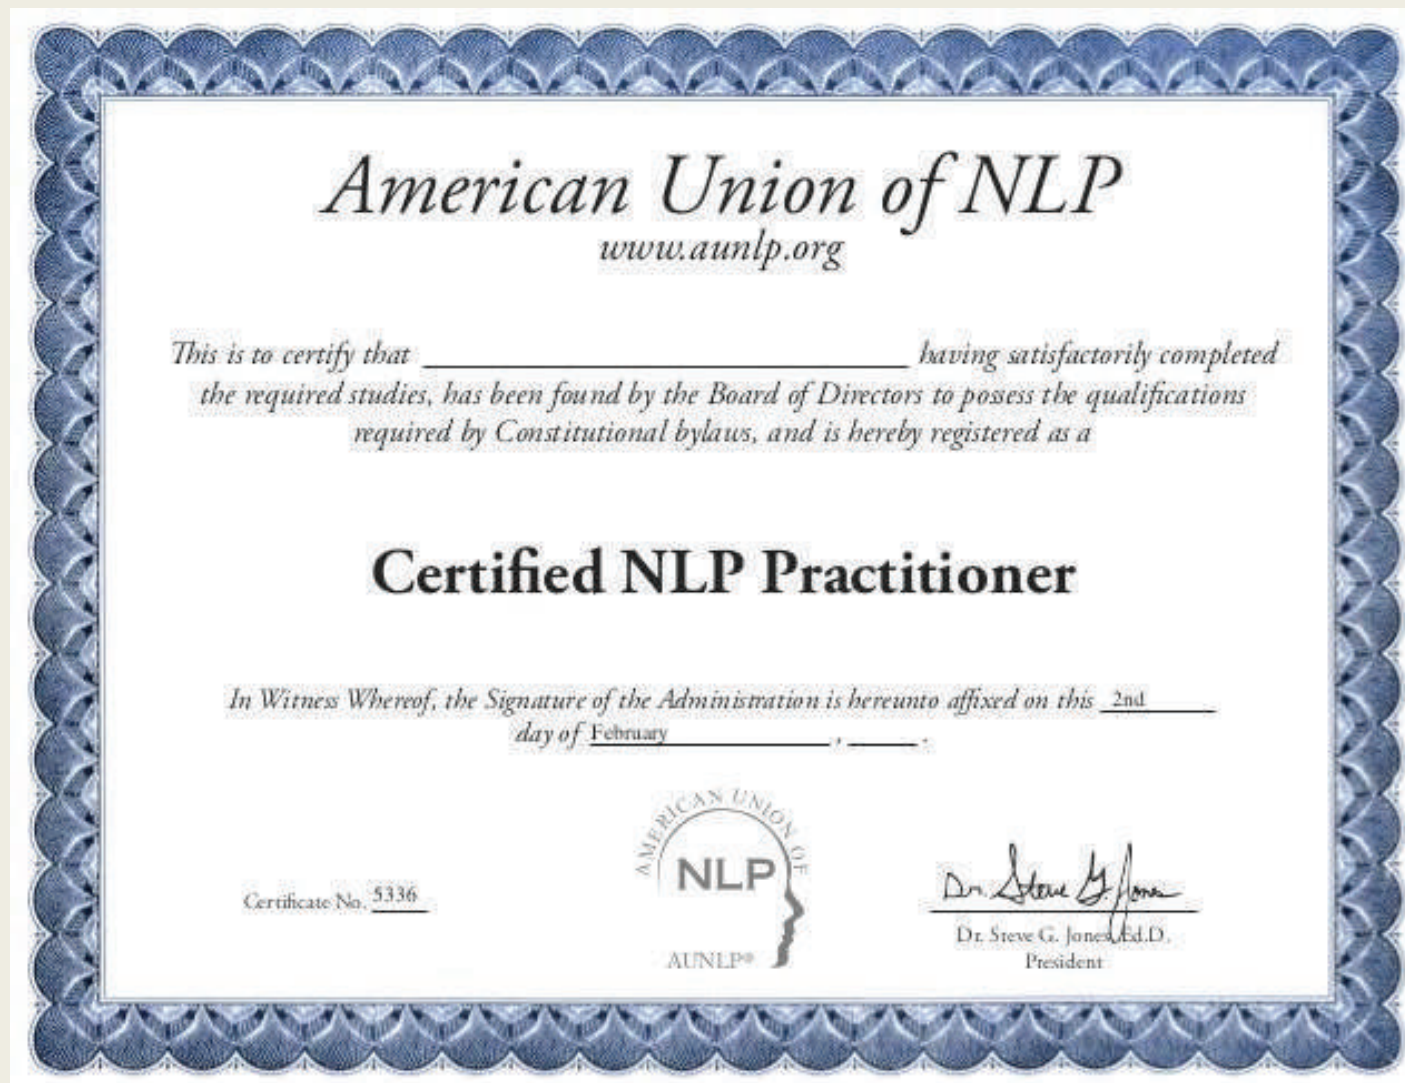 American Union of NLP
www.aunlp.org
This is to certify that having satisfactorily completed
the required studies, has been found by the Board of Directors to possess the qualifications
required by Constitutional bylaws, and is hereby registered as a
Certified NLP Practitioner
In Witness Whereof, the Signature of the Administration is hereunto affixed on this 2nd
day of February , .
AMERICAN UNION OF
NLP
AUNLP®
Certificate No. 5336
Dr. Steve G. Jones
Dr. Steve G. Jones, Ed.D.
President